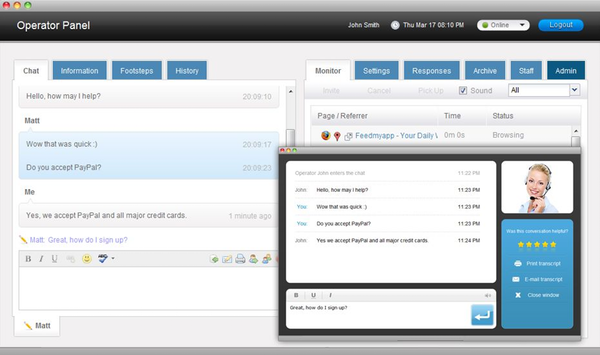 Operator Panel
John Smith
Thu Mar 17 08:10 PM
Online
Logout
Chat
Information
Footsteps
History
Hello, how may I help? 20:09:10
Matt
Wow that was quick :) 20:09:17
Do you accept PayPal? 20:09:23
Me
Yes, we accept PayPal and all major credit cards. 1 minute ago
Matt: Great, how do I sign up?
B I U
ABC
Matt
Monitor
Settings
Responses
Archive
Staff
Admin
Invite
Cancel
Pick Up
Sound
All
Page / Referrer
Time
Status
Feedmyapp - Your Daily
0m 0s
Browsing
Operator John enters the chat 11:22 PM
John: Hello, how may I help? 11:23 PM
You: Wow that was quick :) 11:23 PM
You: Do you accept PayPal? 11:23 PM
John: Yes we accept PayPal and all major credit cards. 11:24 PM
B I U
Great, how do I sign up?
Was this conversation helpful?
Print transcript
E-mail transcript
Close window